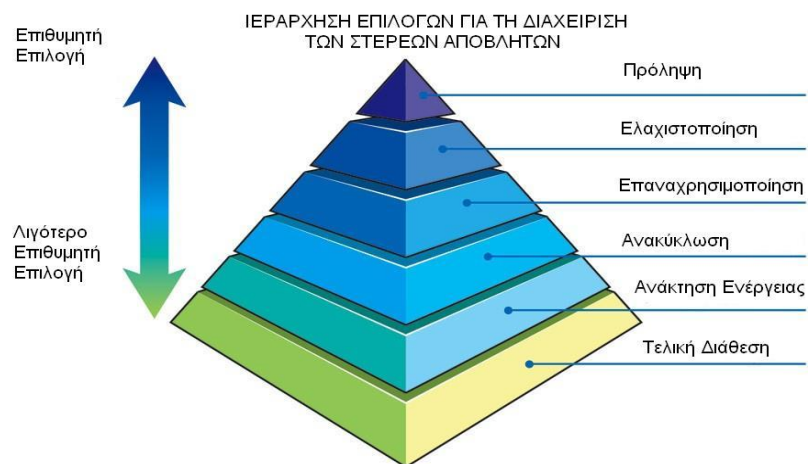 ΙΕΡΑΡΧΗΣΗ ΕΠΙΛΟΓΩΝ ΓΙΑ ΤΗ ΔΙΑΧΕΙΡΙΣΗ
ΤΩΝ ΣΤΕΡΕΩΝ ΑΠΟΒΛΗΤΩΝ
Επιθυμητή
Επιλογή
Πρόληψη
Ελαχιστοποίηση
Επαναχρησιμοποίηση
Λιγότερο
Επιθυμητή
Επιλογή
Ανακύκλωση
Ανάκτηση Ενέργειας
Τελική Διάθεση